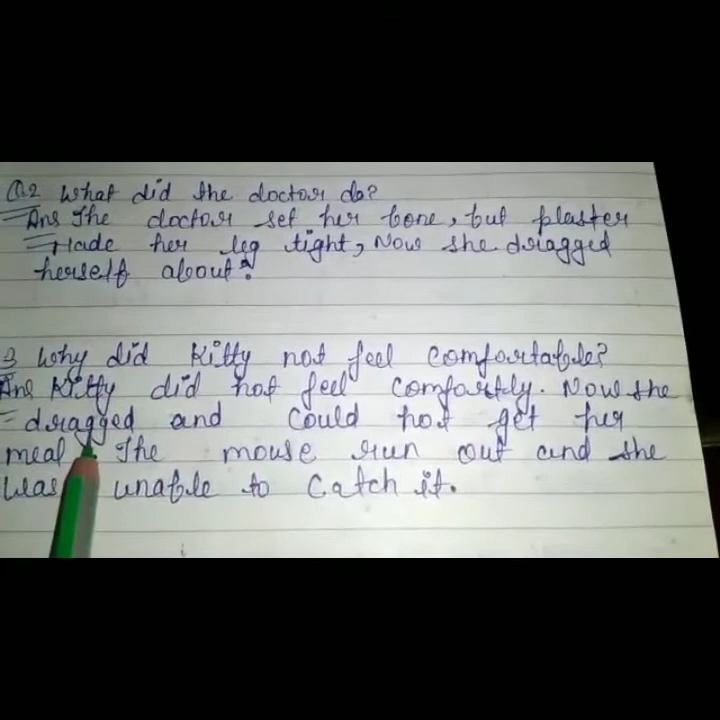 Q.2 What did the doctor do?
Ans The doctor set her bone, but plaster
Made her leg tight, Now she dragged
herself about?
3 Why did Kitty not feel comfortable?
Ans Kitty did not feel comfortly. Now she
dragged and could not get her
meal The mouse run out and she
was unable to catch it.